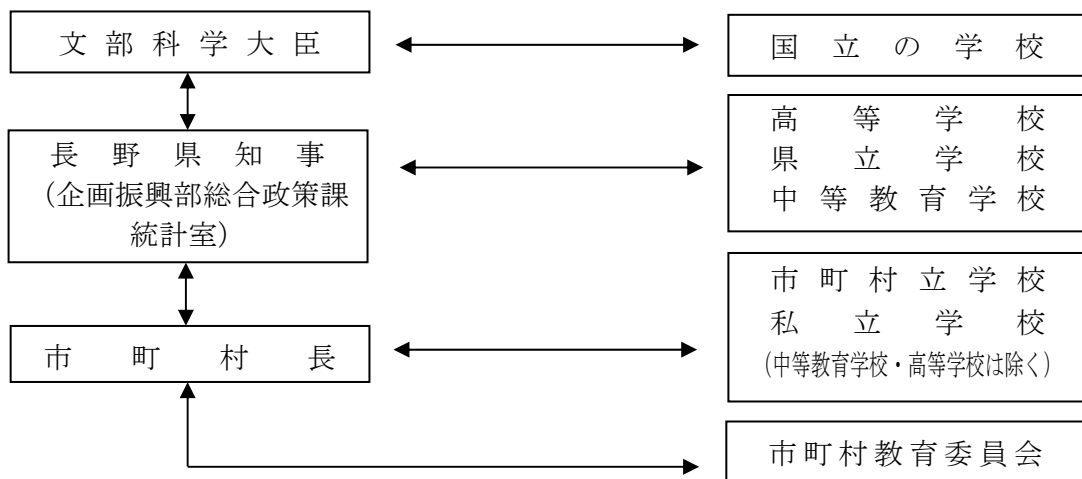 文部科学大臣
国立の学校
長野県知事
(企画振興部総合政策課
統計室)
高等学校
県立学校
中等教育学校
市町村長
市町村立学校
私立学校
(中等教育学校・高等学校は除く)
市町村教育委員会